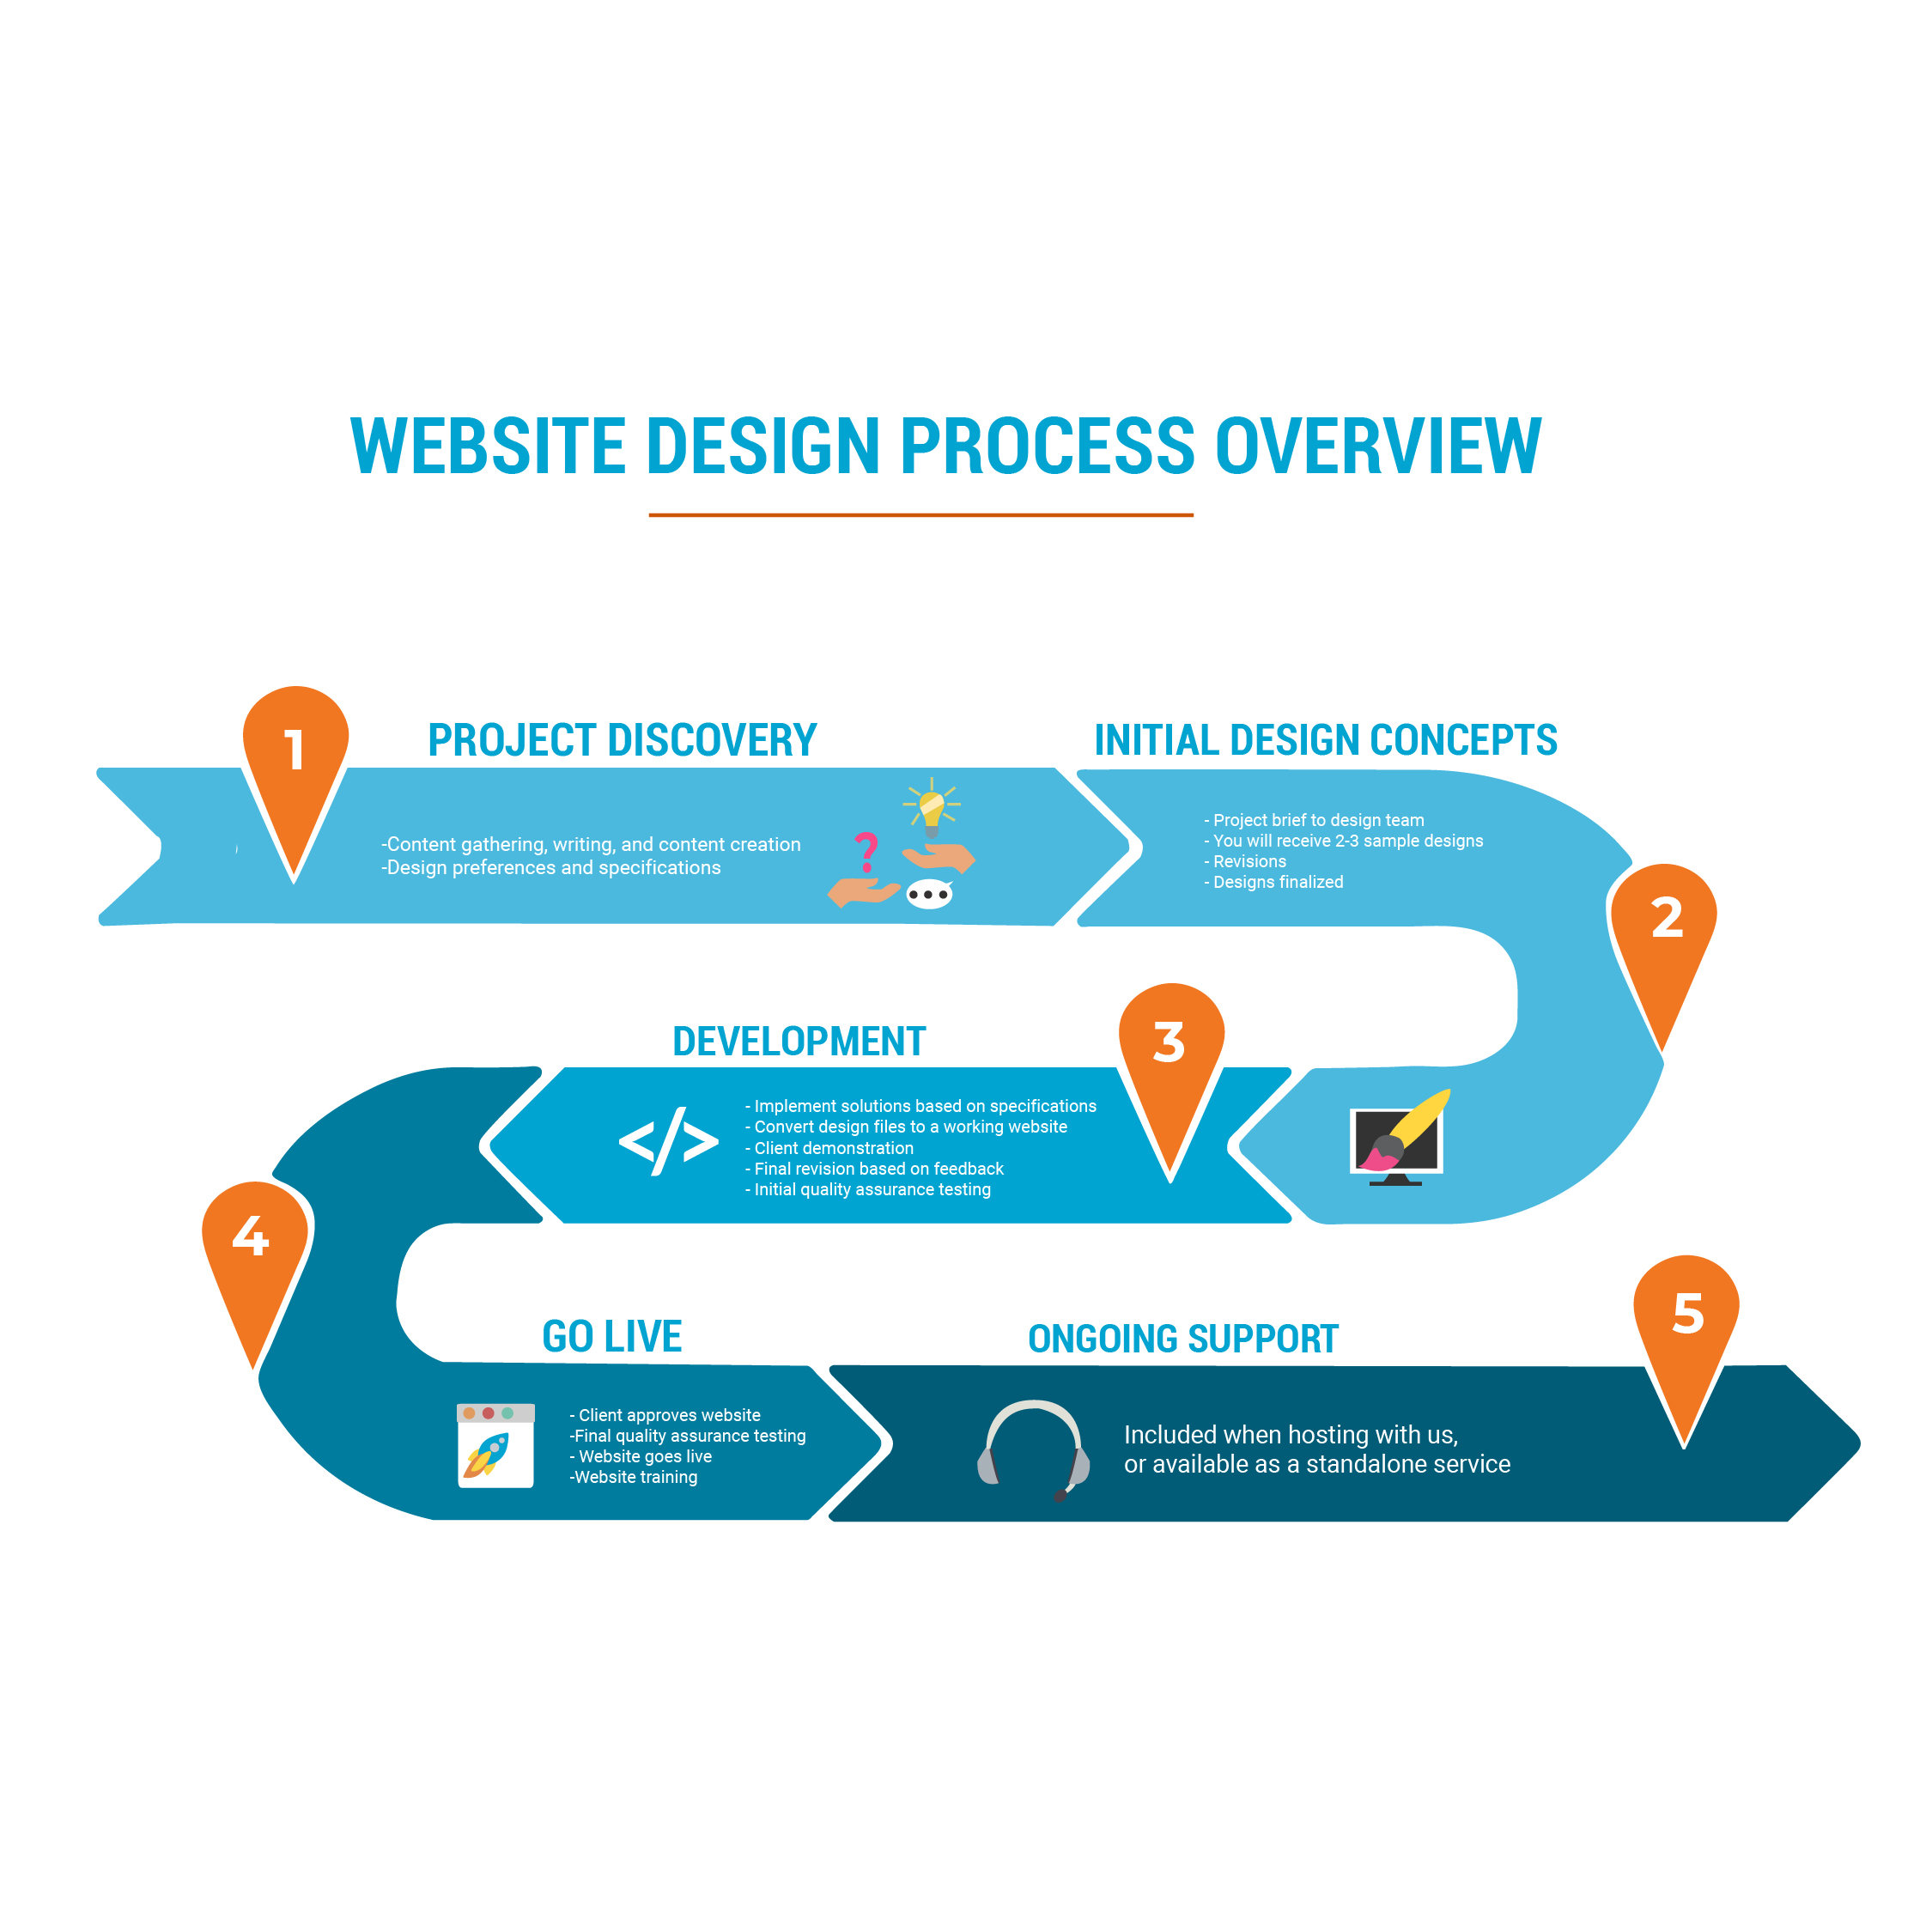 WEBSITE DESIGN PROCESS OVERVIEW
1
PROJECT DISCOVERY
-Content gathering, writing, and content creation
-Design preferences and specifications
?
INITIAL DESIGN CONCEPTS
- Project brief to design team
- You will receive 2-3 sample designs
- Revisions
- Designs finalized
2
3
DEVELOPMENT
</>
- Implement solutions based on specifications
- Convert design files to a working website
- Client demonstration
- Final revision based on feedback
- Initial quality assurance testing
4
GO LIVE
- Client approves website
-Final quality assurance testing
- Website goes live
-Website training
5
ONGOING SUPPORT
Included when hosting with us,
or available as a standalone service